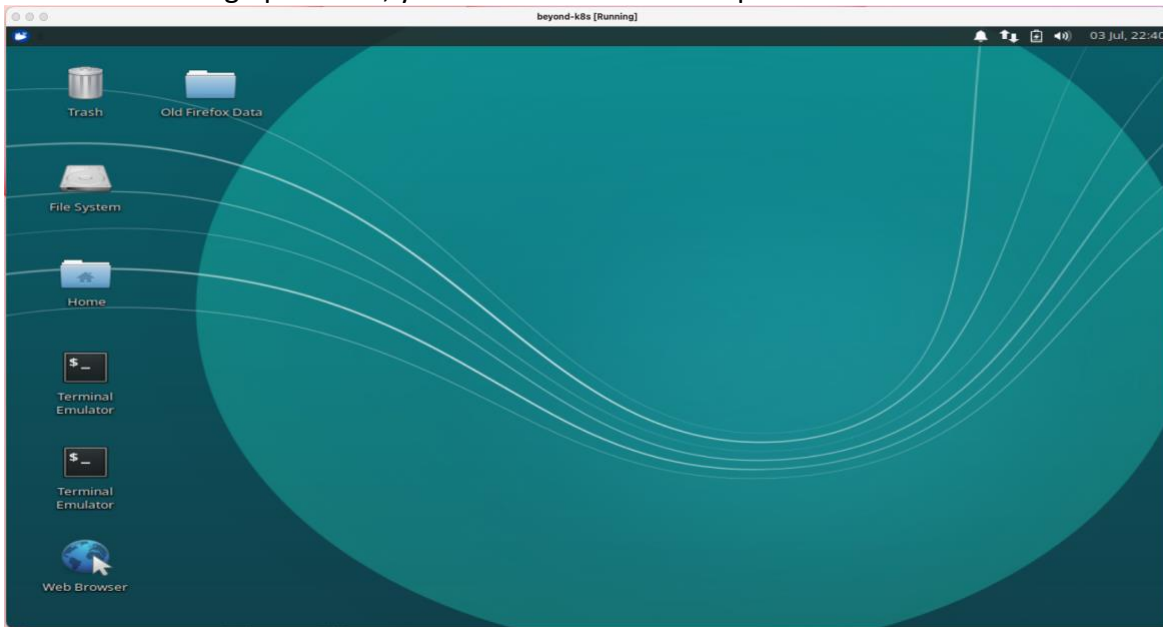 beyond-k8s [Running]
03 Jul, 22:40
Trash
Old Firefox Data
File System
Home
Terminal
Emulator
Terminal
Emulator
Web Browser